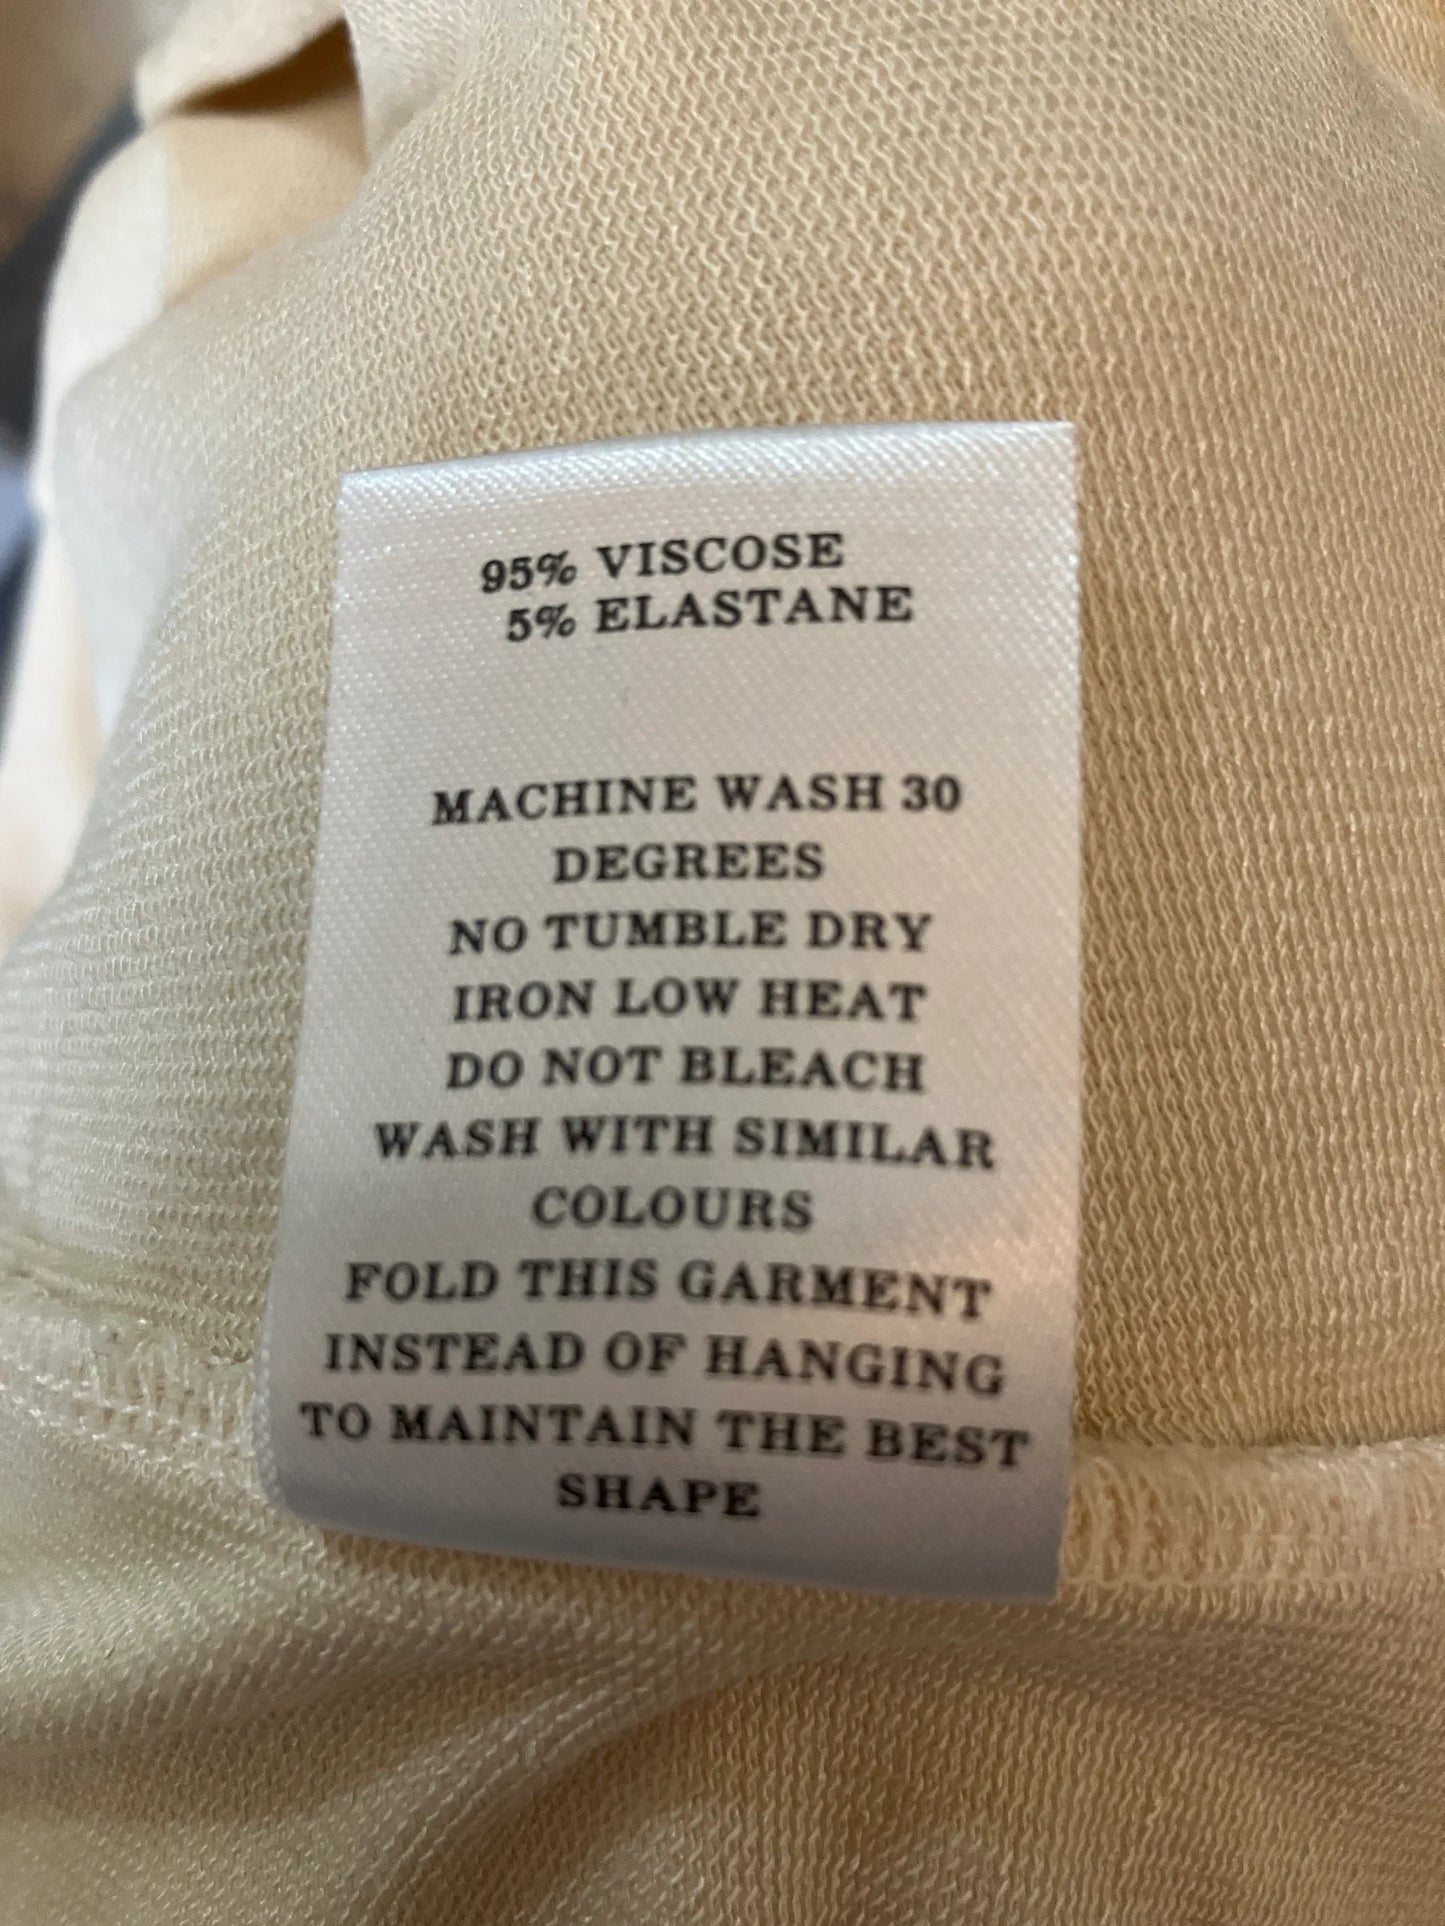 95% VISCOSE
5% ELASTANE
MACHINE WASH 30
DEGREES
NO TUMBLE DRY
IRON LOW HEAT
DO NOT BLEACH
WASH WITH SIMILAR
COLOURS
FOLD THIS GARMENT
INSTEAD OF HANGING
TO MAINTAIN THE BEST
SHAPE